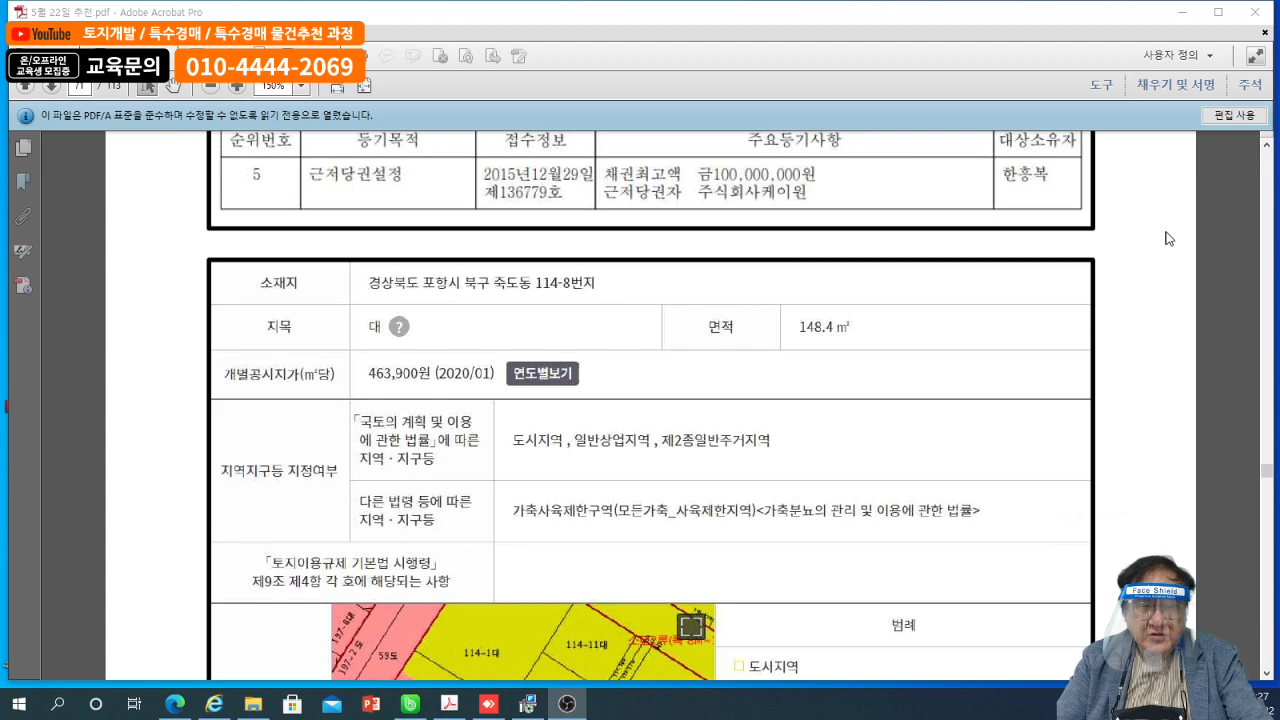 5월 22일 추천.pdf - Adobe Acrobat Pro
YouTube 토지개발 / 특수경매 / 특수경매 물건추천 과정
온/오프라인 교육생 모집중 교육문의 010-4444-2069
사용자 정의
/ 113
150%
도구 채우기 및 서명 주석
이 파일은 PDF/A 표준을 준수하며 수정할 수 없도록 읽기 전용으로 열렸습니다.
편집 사용
순위번호 등기목적 접수정보 주요등기사항 대상소유자
5 근저당권설정 2015년12월29일 채권최고액 금100,000,000원 한흥복
제136779호 근저당권자 주식회사케이원
소재지 경상북도 포항시 북구 죽도동 114-8번지
지목 대 ? 면적 148.4 ㎡
개별공시지가(㎡당) 463,900원 (2020/01) 연도별보기
지역지구등 지정여부
「국토의 계획 및 이용
에 관한 법률」에 따른
지역ㆍ지구등
도시지역 , 일반상업지역 , 제2종일반주거지역
다른 법령 등에 따른
지역ㆍ지구등
가축사육제한구역(모든가축_사육제한지역)<가축분뇨의 관리 및 이용에 관한 법률>
「토지이용규제 기본법 시행령」
제9조 제4항 각 호에 해당되는 사항
197-8대
197-2 도
59도
114-1대
114-11대
범례
도시지역
Face Shield